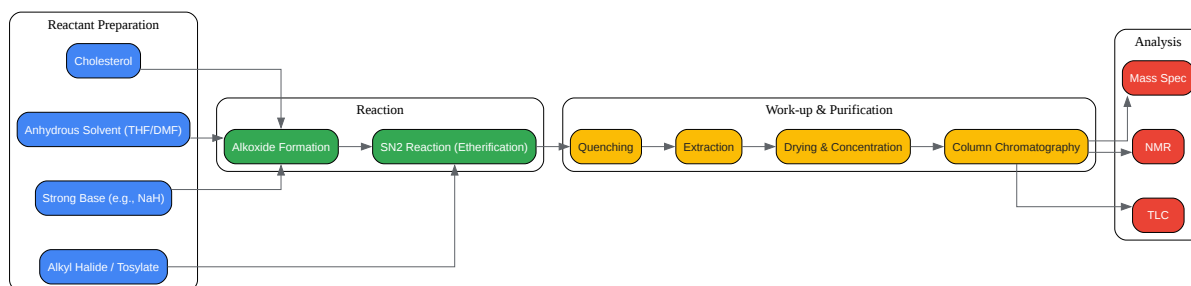 Reactant Preparation
Cholesterol
Anhydrous Solvent (THF/DMF)
Strong Base (e.g., NaH)
Alkyl Halide / Tosylate
Reaction
Alkoxide Formation
SN2 Reaction (Etherification)
Work-up & Purification
Quenching
Extraction
Drying & Concentration
Column Chromatography
Analysis
Mass Spec
NMR
TLC